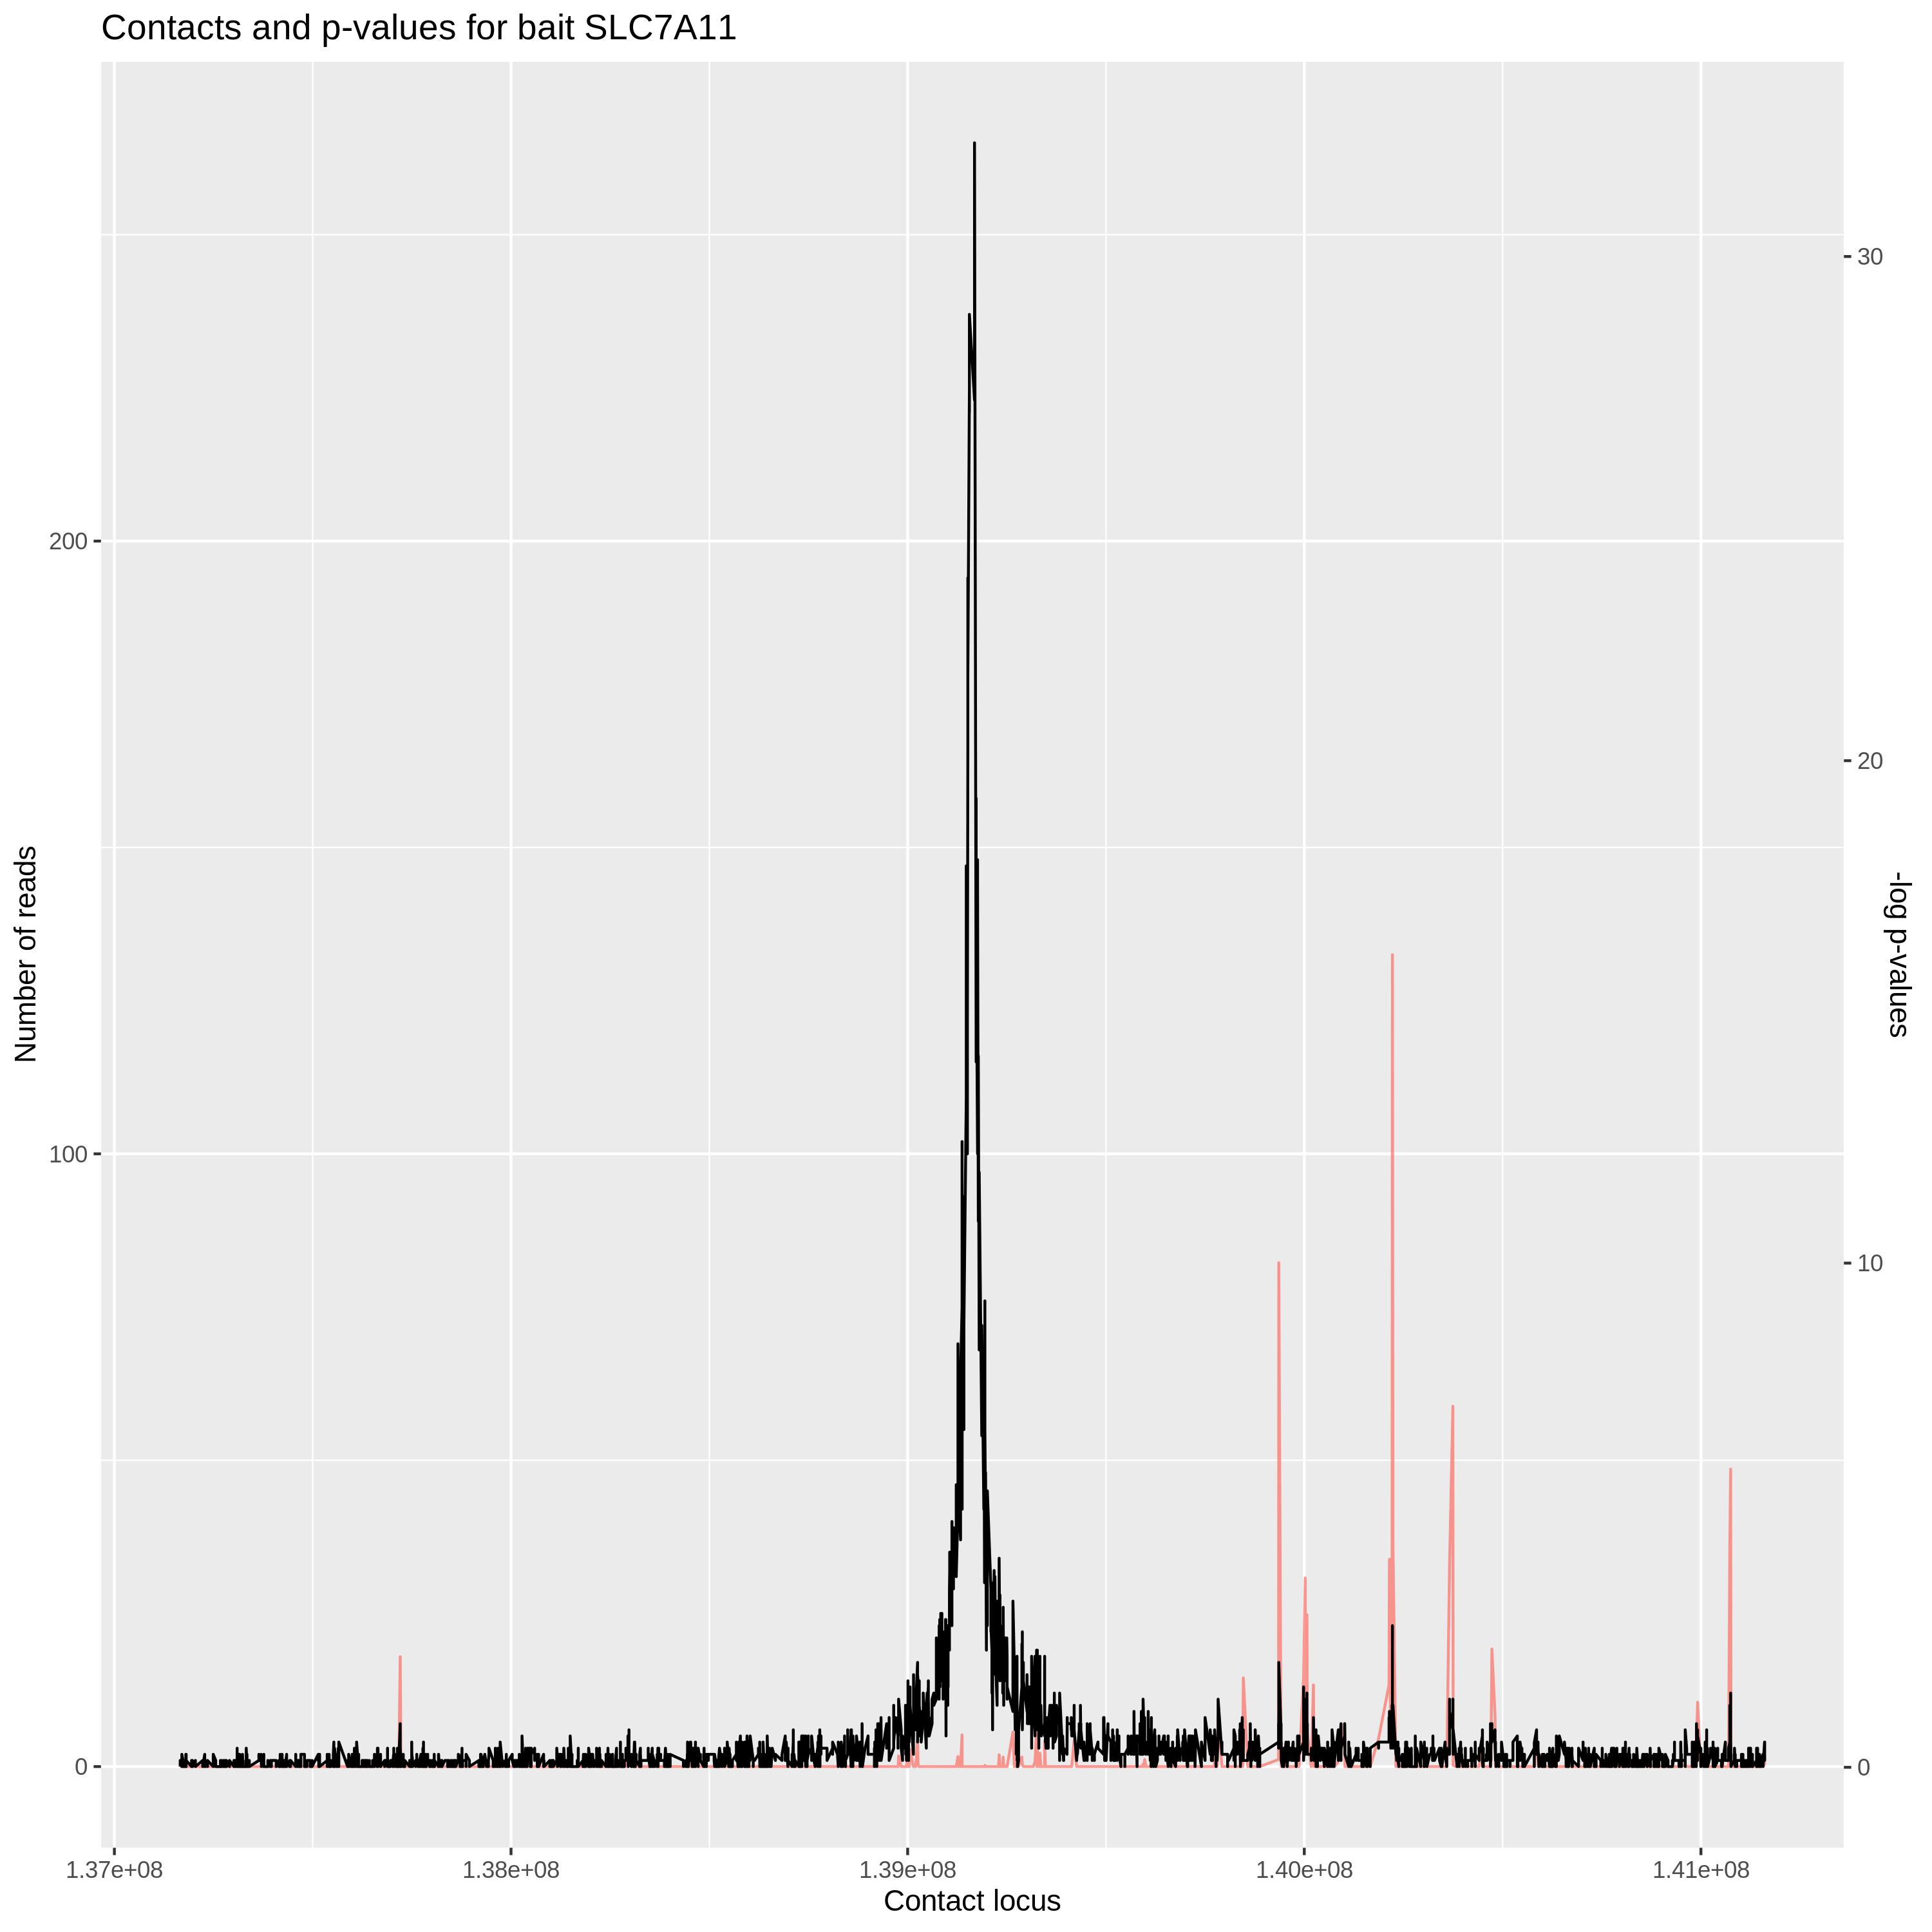 Contacts and p-values for bait SLC7A11
Number of reads
200
100
0
30
20
10
0
-log p-values
1.37e+08 1.38e+08 1.39e+08 1.40e+08 1.41e+08
Contact locus